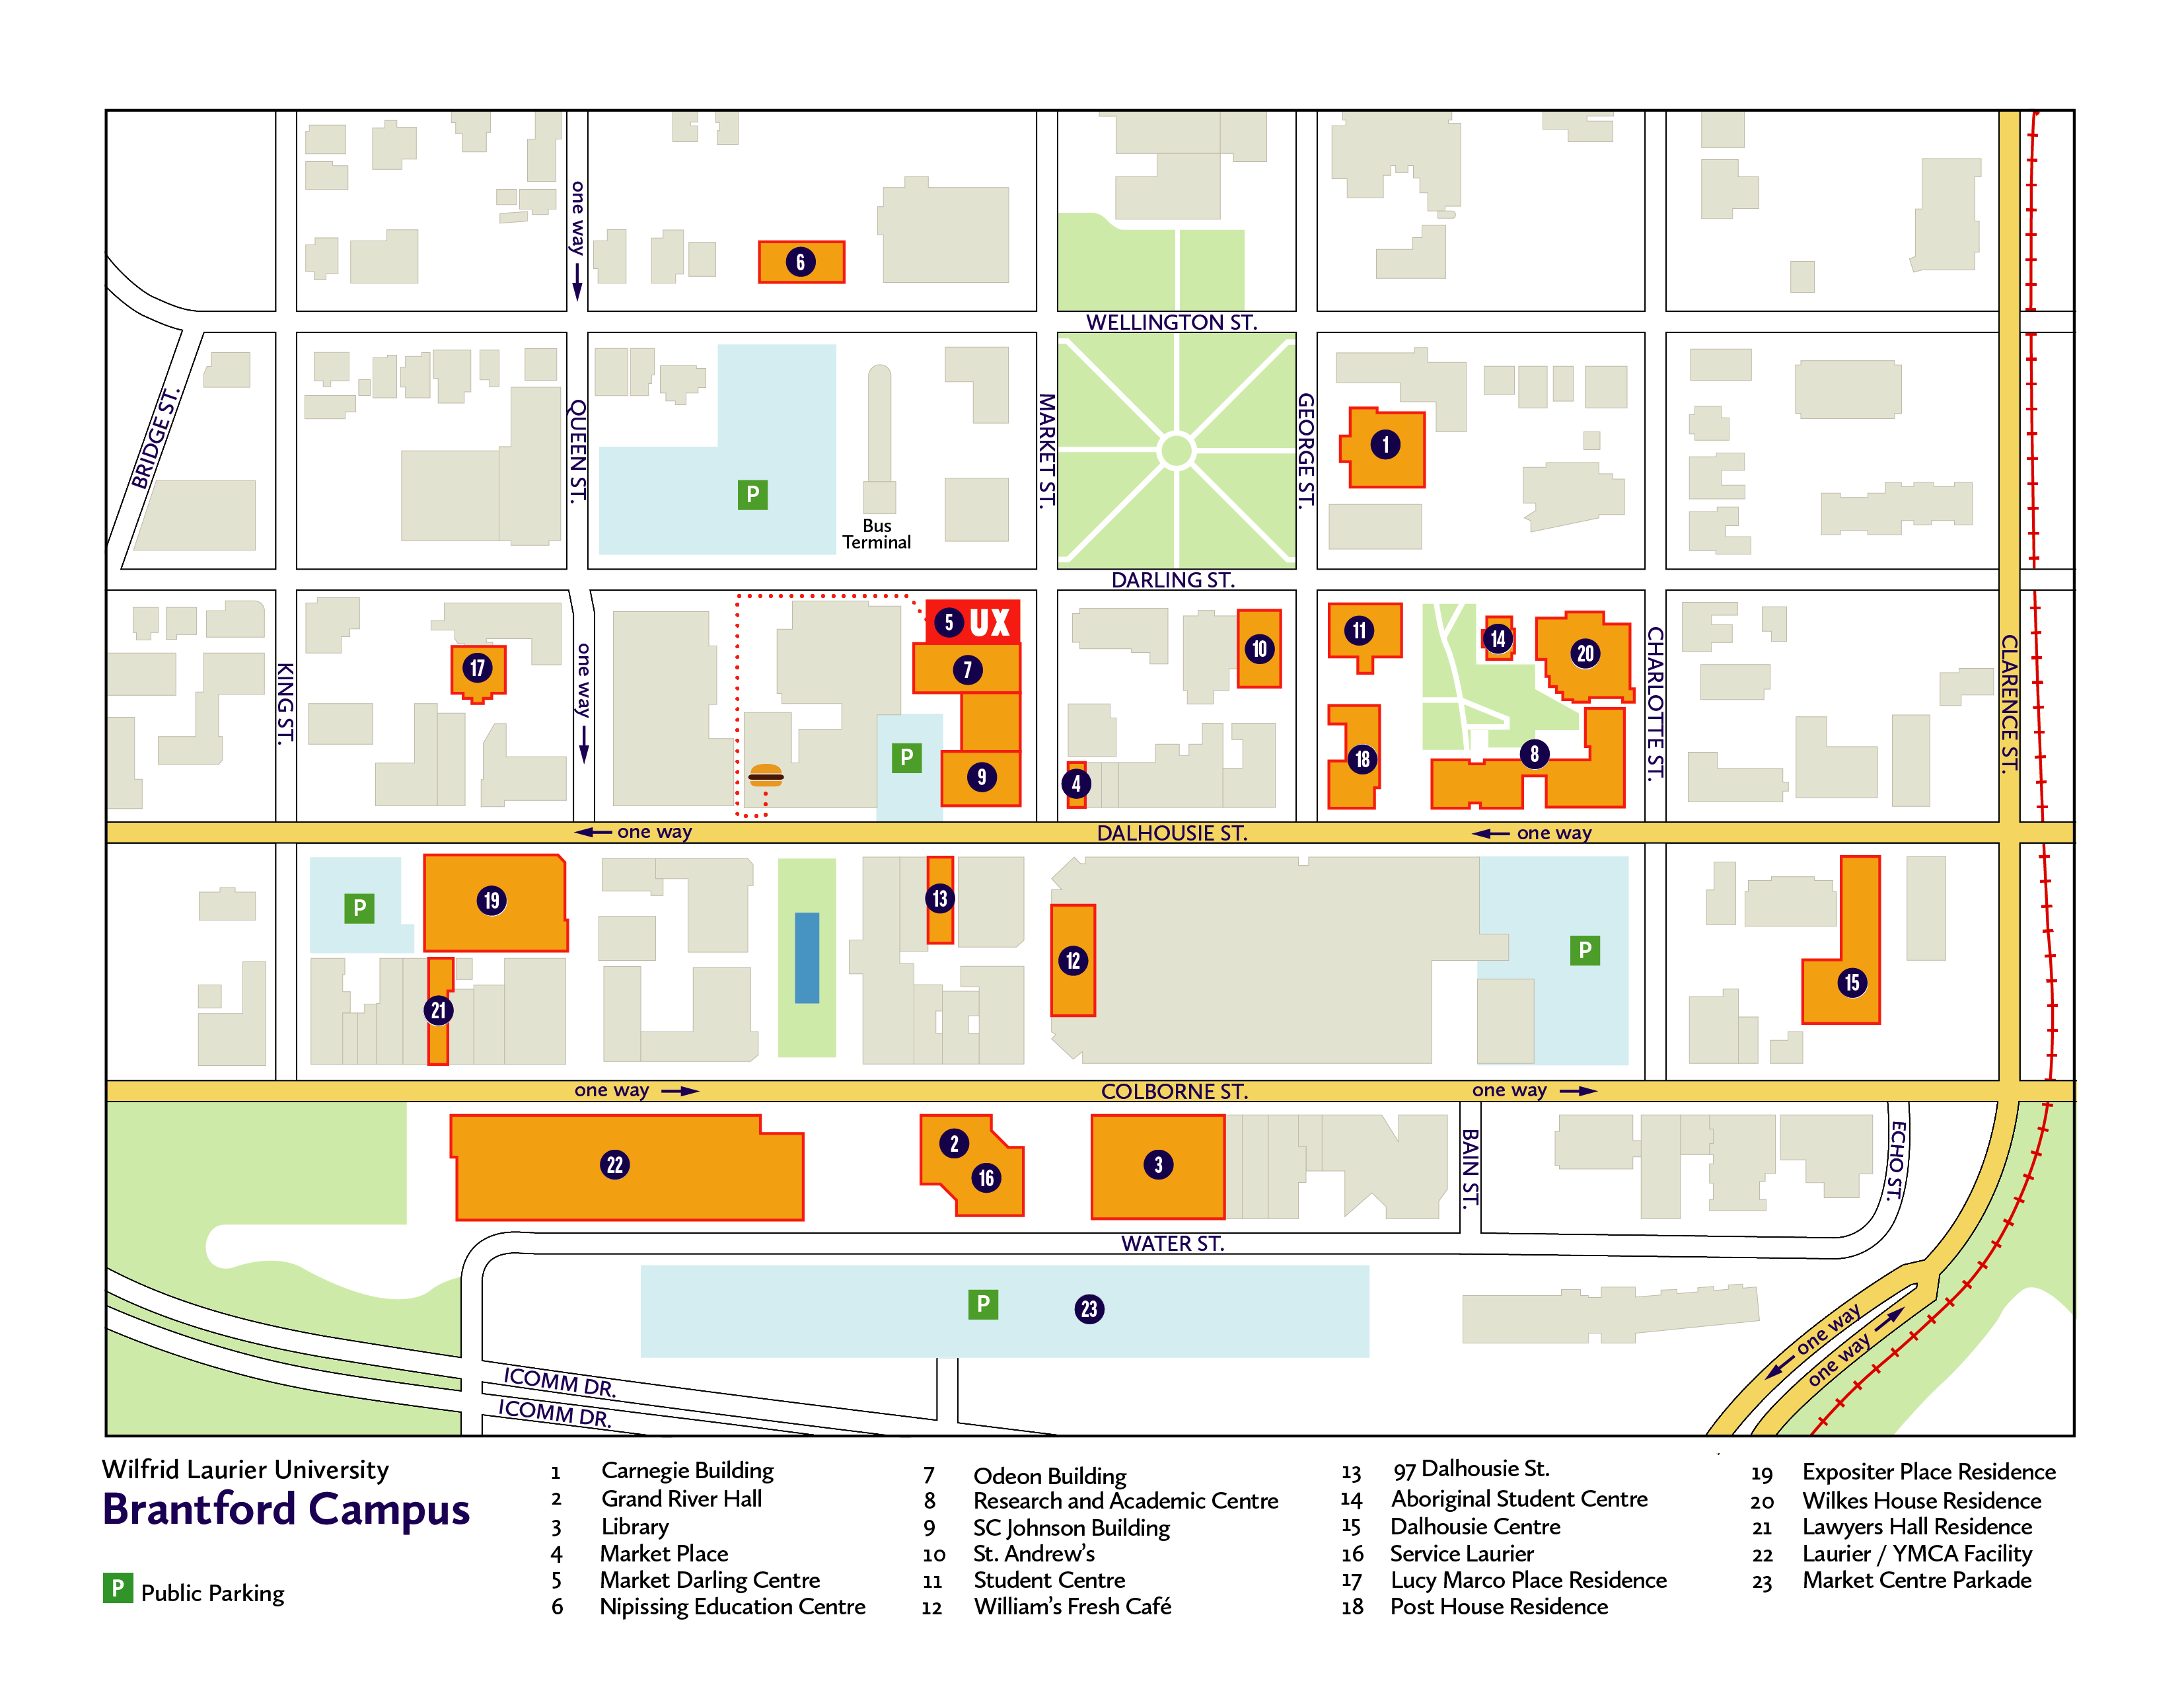 one way
6
WELLINGTON ST.
BRIDGE ST.
QUEEN ST.
MARKET ST.
GEORGE ST.
1
P
Bus
Terminal
DARLING ST.
5 UX
7
17
10
11
14
20
KING ST.
one way
CHARLOTTE ST.
CLARENCE ST.
P
9
4
18
8
one way
DALHOUSIE ST.
one way
P
19
13
12
P
15
21
one way
COLBORNE ST.
one way
22
2
16
3
BAIN ST.
ECHO ST.
WATER ST.
P
23
one way
one way
ICOMM DR.
ICOMM DR.
Wilfrid Laurier University
Brantford Campus
P Public Parking
1 Carnegie Building
2 Grand River Hall
3 Library
4 Market Place
5 Market Darling Centre
6 Nipissing Education Centre
7 Odeon Building
8 Research and Academic Centre
9 SC Johnson Building
10 St. Andrew's
11 Student Centre
12 William's Fresh Café
13 97 Dalhousie St.
14 Aboriginal Student Centre
15 Dalhousie Centre
16 Service Laurier
17 Lucy Marco Place Residence
18 Post House Residence
19 Expositer Place Residence
20 Wilkes House Residence
21 Lawyers Hall Residence
22 Laurier / YMCA Facility
23 Market Centre Parkade